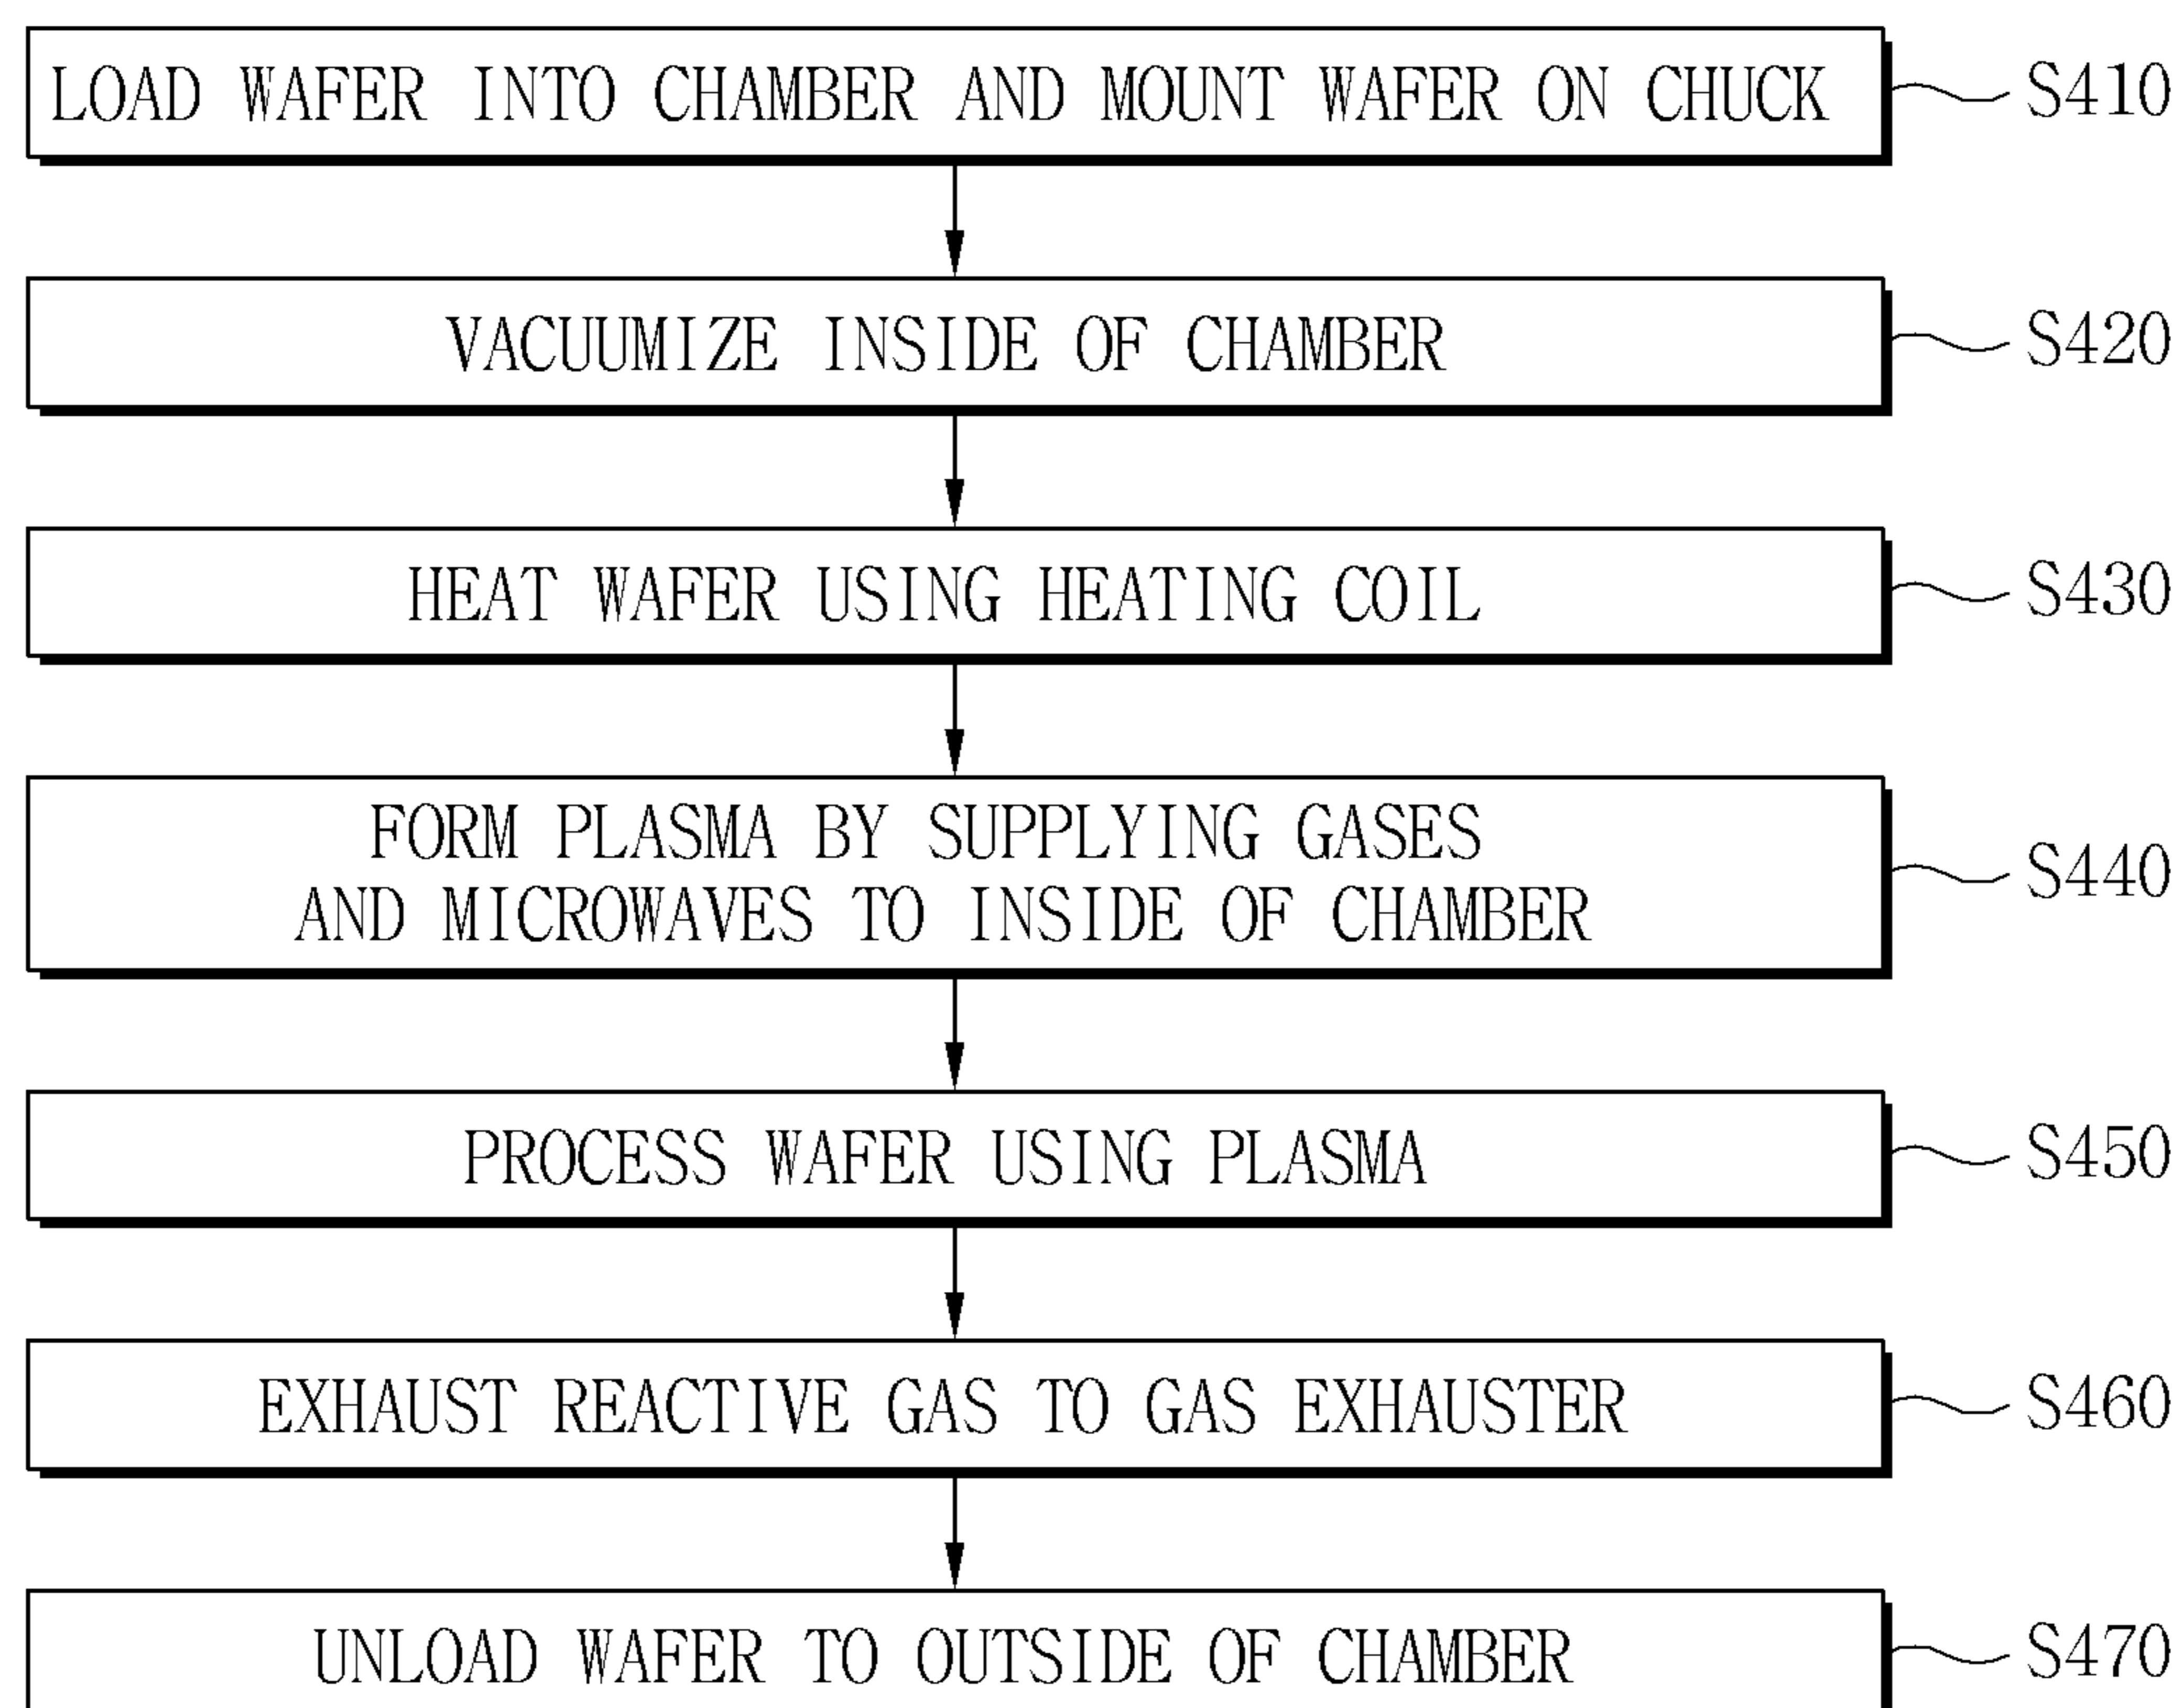 LOAD WAFER INTO CHAMBER AND MOUNT WAFER ON CHUCK S410
VACUUMIZE INSIDE OF CHAMBER S420
HEAT WAFER USING HEATING COIL S430
FORM PLASMA BY SUPPLYING GASES
AND MICROWAVES TO INSIDE OF CHAMBER S440
PROCESS WAFER USING PLASMA S450
EXHAUST REACTIVE GAS TO GAS EXHAUSTER S460
UNLOAD WAFER TO OUTSIDE OF CHAMBER S470